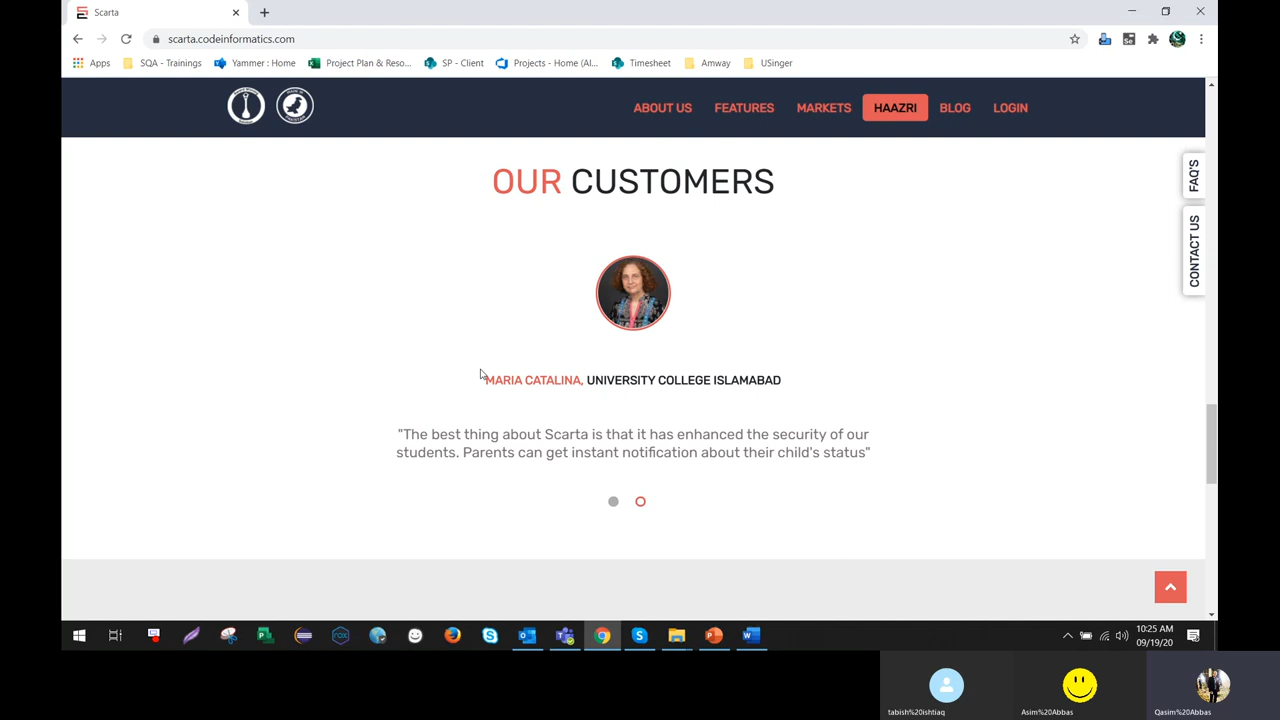 Scarta
scarta.codeinformatics.com
Apps
SQA - Trainings
Yammer : Home
Project Plan & Reso...
SP - Client
Projects - Home (Al...
Timesheet
Amway
USinger
ABOUT US
FEATURES
MARKETS
HAAZRI
BLOG
LOGIN
FAQ'S
CONTACT US
OUR CUSTOMERS
MARIA CATALINA, UNIVERSITY COLLEGE ISLAMABAD
"The best thing about Scarta is that it has enhanced the security of our
students. Parents can get instant notification about their child's status"
10:25 AM
09/19/20
tabish%20ishtiaq
Asim%20Abbas
Qasim%20Abbas